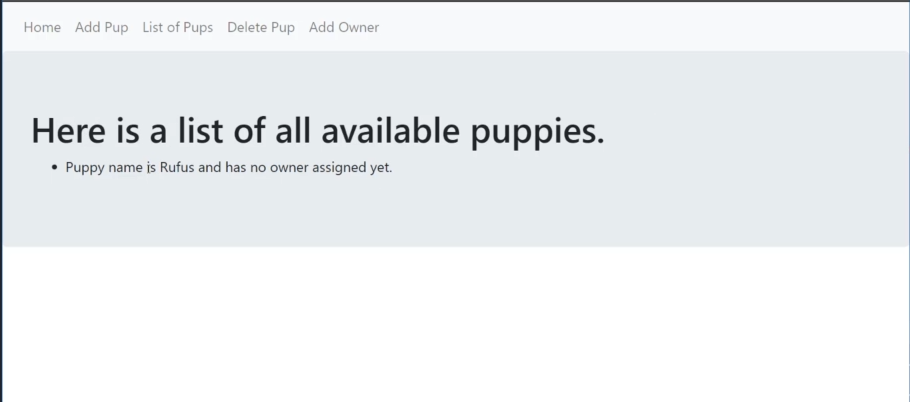 Home Add Pup List of Pups Delete Pup Add Owner
Here is a list of all available puppies.
Puppy name is Rufus and has no owner assigned yet.